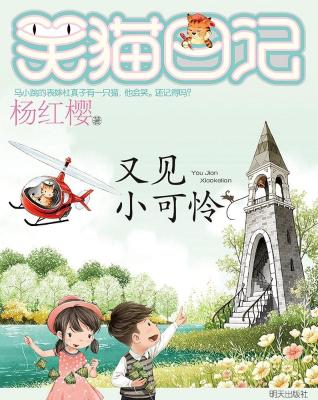 笑猫日记
马小跳的表妹杜真子有一只猫，他会笑。还记得吗？
杨红樱 著
又见
You Jian
小可怜
Xiaokelian
明天出版社